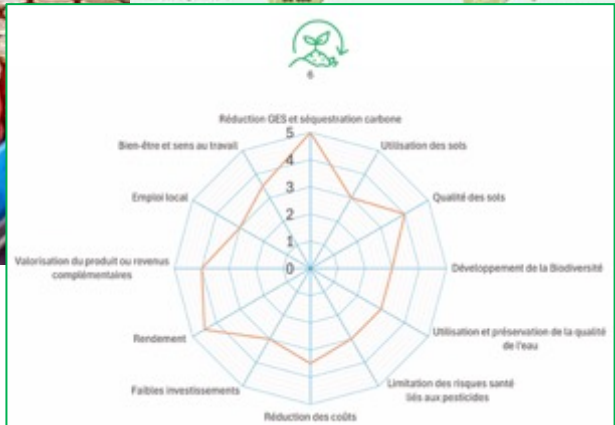 6
Réduction GES et séquestration carbone
Bien-être et sens au travail
Utilisation des sols
Emploi local
Qualité des sols
Valorisation du produit ou revenus
complémentaires
Développement de la Biodiversité
Rendement
Utilisation et préservation de la qualité
de l'eau
Faibles investissements
Limitation des risques santé
liés aux pesticides
Réduction des coûts
5
4
3
2
1
0